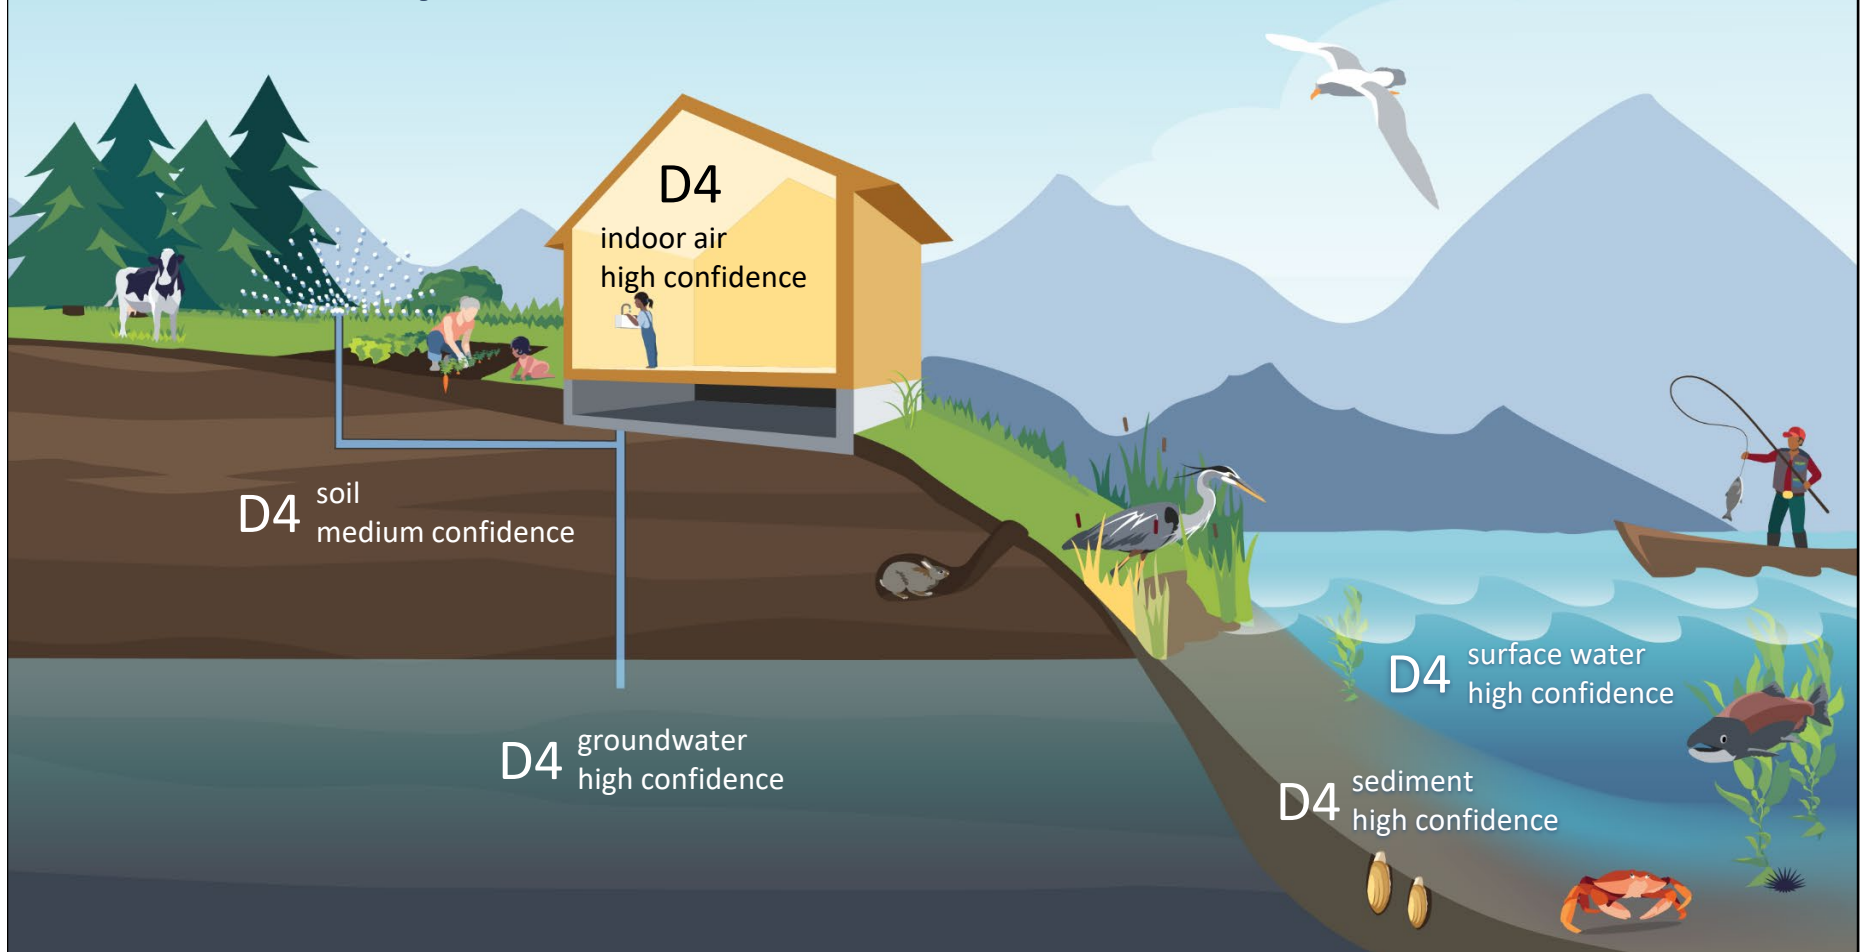 D4
indoor air
high confidence
D4
soil
medium confidence
D4
surface water
high confidence
D4
groundwater
high confidence
D4
sediment
high confidence